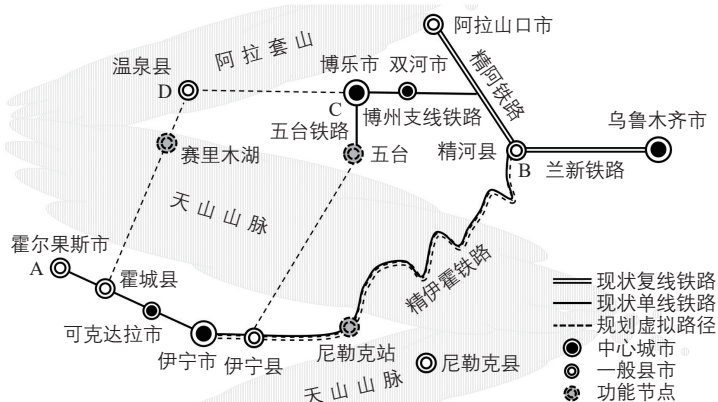 阿拉套山
阿拉山口市
温泉县
D
博乐市
双河市
精阿铁路
C
博州支线铁路
五台铁路
乌鲁木齐市
赛里木湖
五台
精河县
B
兰新铁路
天山山脉
霍尔果斯市
A
霍城县
精伊霍铁路
可克达拉市
伊宁市
伊宁县
尼勒克站
尼勒克县
天山山脉
现状复线铁路
现状单线铁路
规划虚拟路径
中心城市
一般县市
功能节点